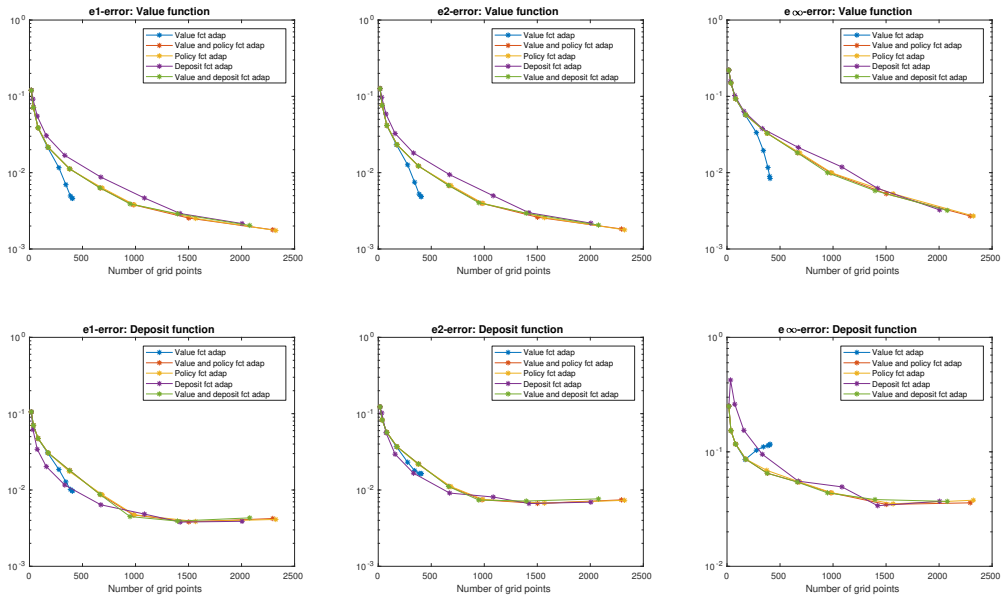 e1-error: Value function
10^0
10^-1
10^-2
10^-3
0 500 1000 1500 2000 2500
Number of grid points
Value fct adap
Value and policy fct adap
Policy fct adap
Deposit fct adap
Value and deposit fct adap
e2-error: Value function
10^0
10^-1
10^-2
10^-3
0 500 1000 1500 2000 2500
Number of grid points
Value fct adap
Value and policy fct adap
Policy fct adap
Deposit fct adap
Value and deposit fct adap
e∞-error: Value function
10^0
10^-1
10^-2
10^-3
0 500 1000 1500 2000 2500
Number of grid points
Value fct adap
Value and policy fct adap
Policy fct adap
Deposit fct adap
Value and deposit fct adap
e1-error: Deposit function
10^0
10^-1
10^-2
10^-3
0 500 1000 1500 2000 2500
Number of grid points
Value fct adap
Value and policy fct adap
Policy fct adap
Deposit fct adap
Value and deposit fct adap
e2-error: Deposit function
10^0
10^-1
10^-2
10^-3
0 500 1000 1500 2000 2500
Number of grid points
Value fct adap
Value and policy fct adap
Policy fct adap
Deposit fct adap
Value and deposit fct adap
e∞-error: Deposit function
10^0
10^-1
10^-2
0 500 1000 1500 2000 2500
Number of grid points
Value fct adap
Value and policy fct adap
Policy fct adap
Deposit fct adap
Value and deposit fct adap